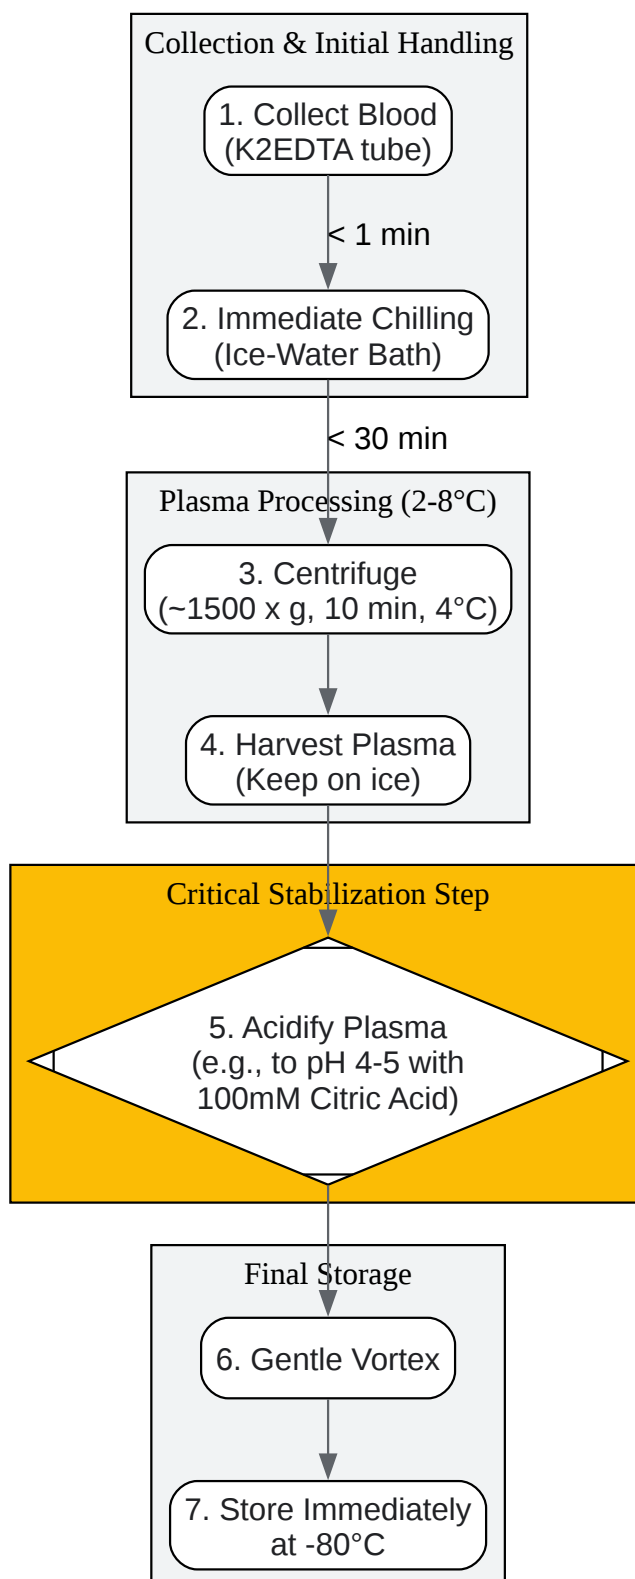 Collection & Initial Handling
1. Collect Blood
(K2EDTA tube)
< 1 min
2. Immediate Chilling
(Ice-Water Bath)
< 30 min
Plasma Processing (2-8°C)
3. Centrifuge
(~1500 x g, 10 min, 4°C)
4. Harvest Plasma
(Keep on ice)
Critical Stabilization Step
5. Acidify Plasma
(e.g., to pH 4-5 with
100mM Citric Acid)
Final Storage
6. Gentle Vortex
7. Store Immediately
at -80°C